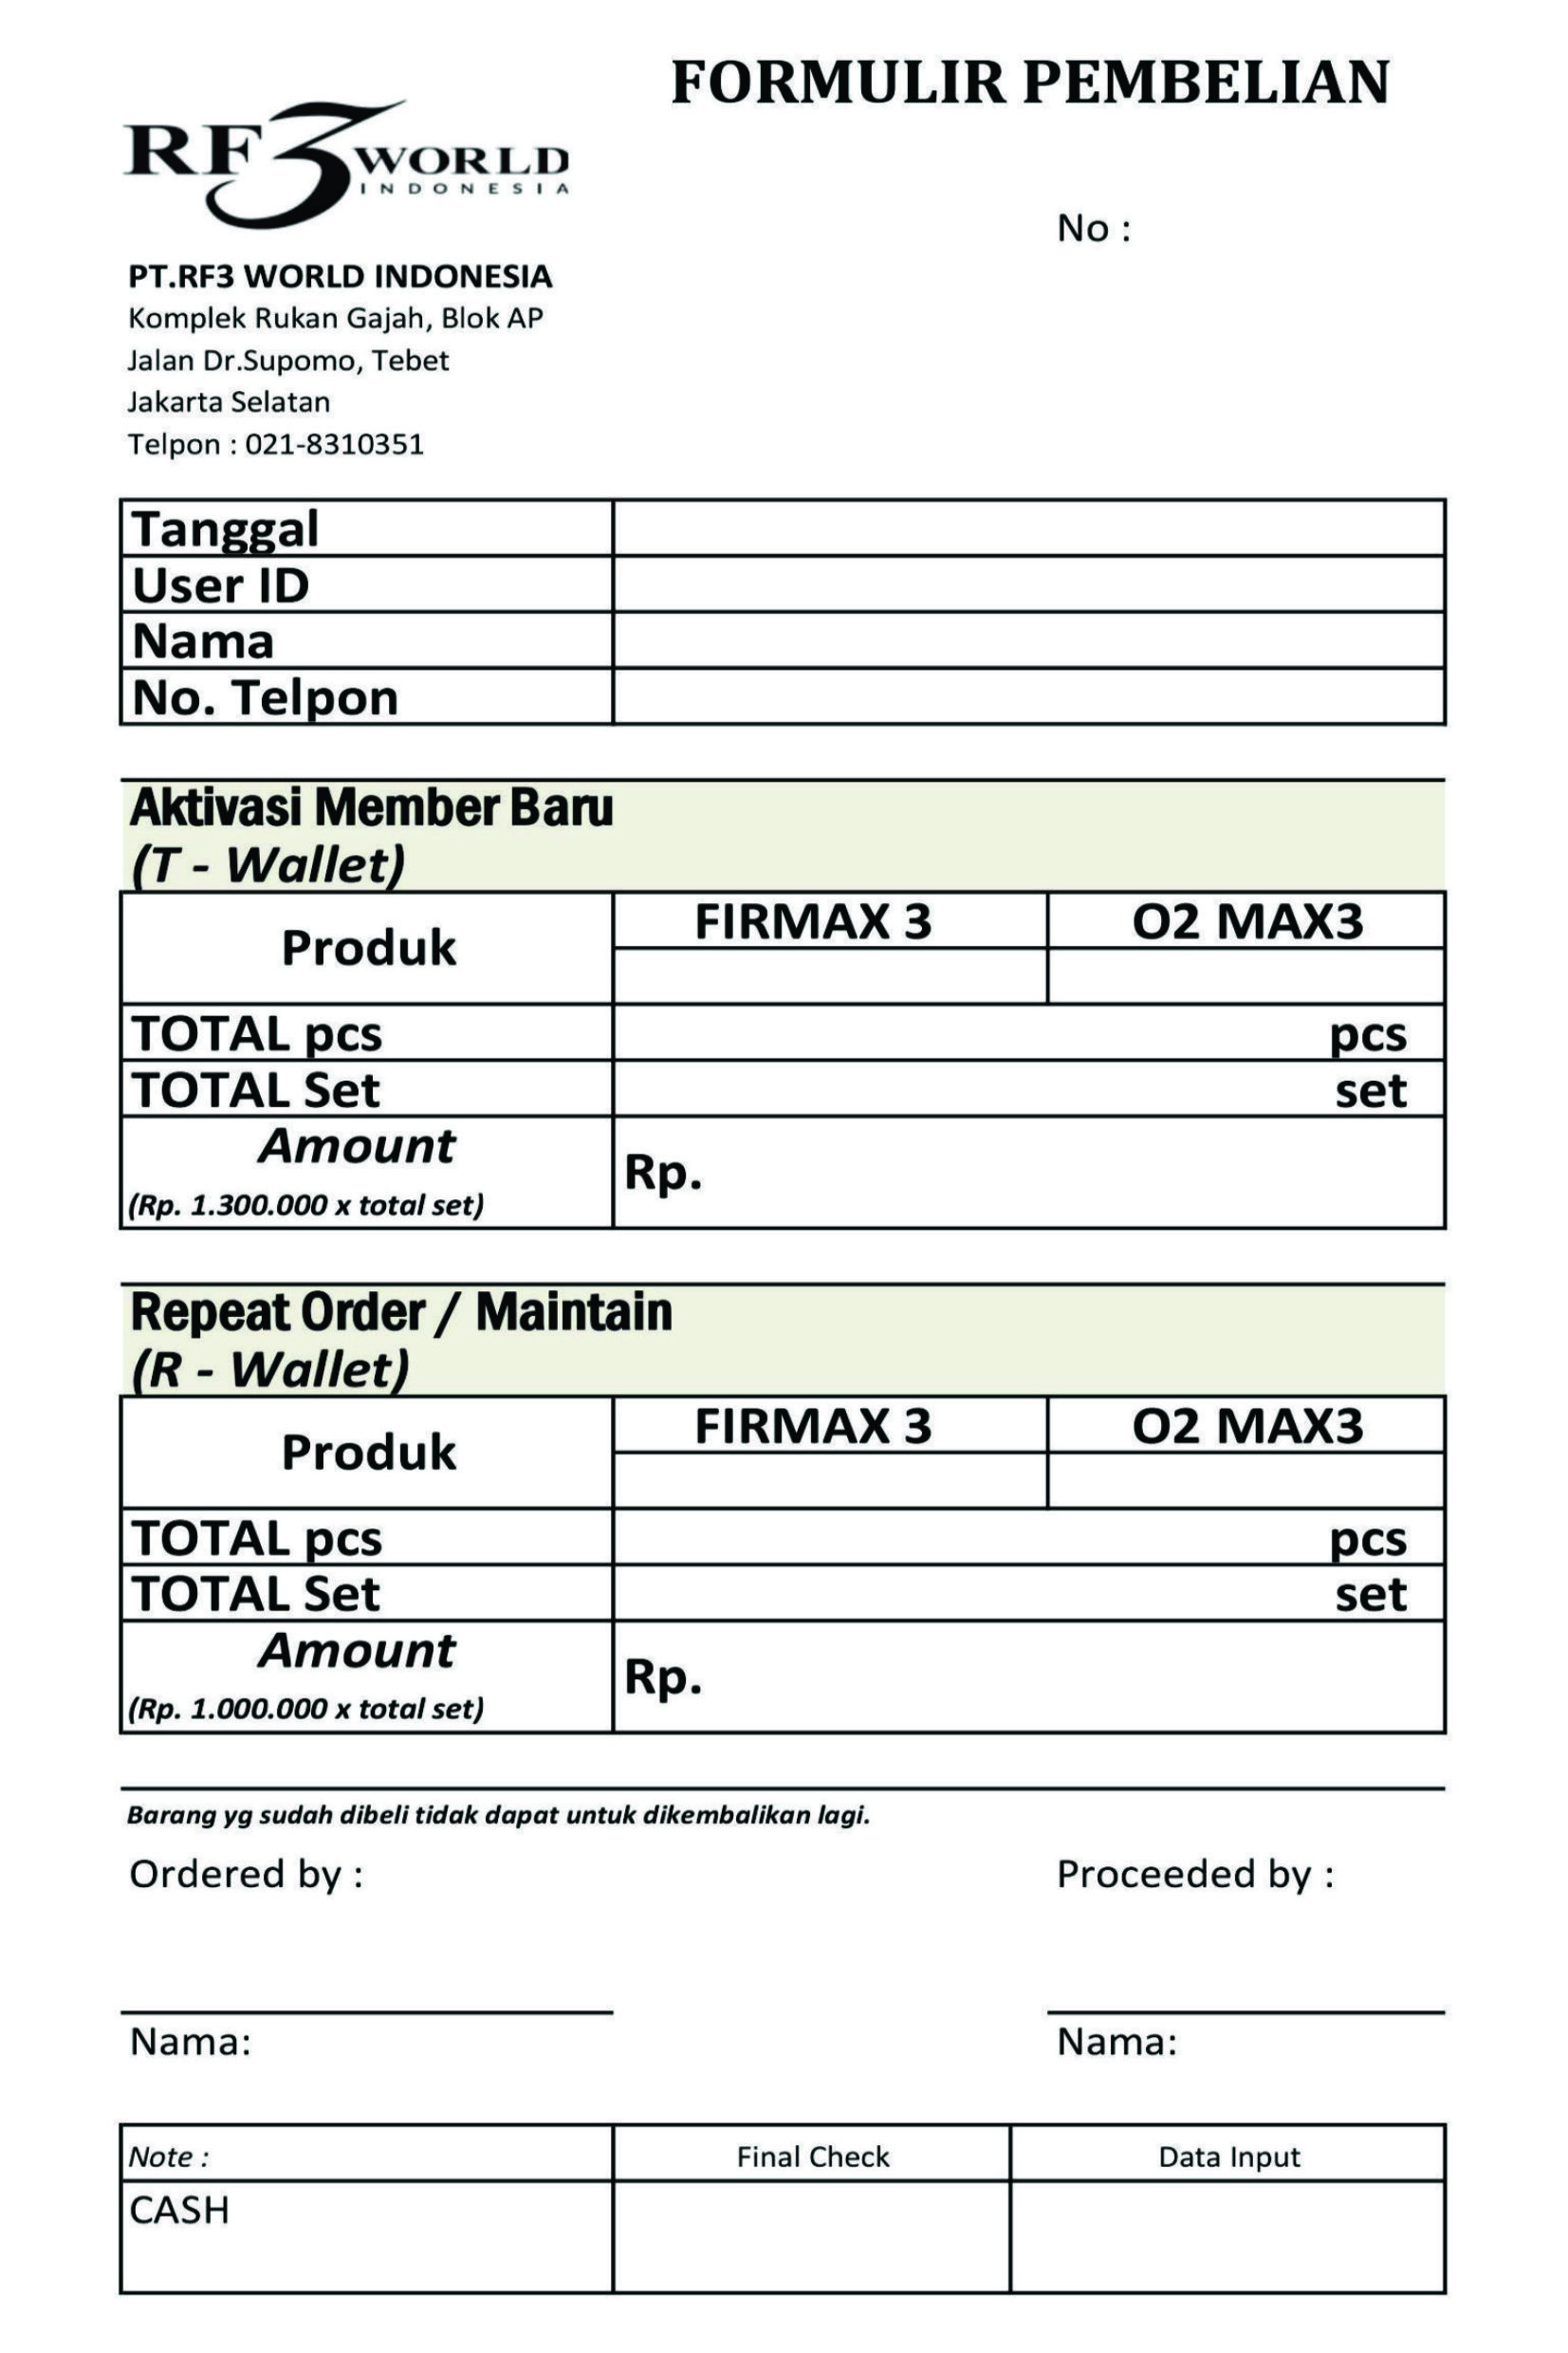 FORMULIR PEMBELIAN
RF3 WORLD
INDONESIA
No :
PT.RF3 WORLD INDONESIA
Komplek Rukan Gajah, Blok AP
Jalan Dr.Supomo, Tebet
Jakarta Selatan
Telpon : 021-8310351
Tanggal
User ID
Nama
No. Telpon
Aktivasi Member Baru
(T - Wallet)
Produk FIRMAX 3 O2 MAX3
TOTAL pcs pcs
TOTAL Set set
Amount
Rp.
(Rp. 1.300.000 x total set)
Repeat Order / Maintain
(R - Wallet)
Produk FIRMAX 3 O2 MAX3
TOTAL pcs pcs
TOTAL Set set
Amount
Rp.
(Rp. 1.000.000 x total set)
Barang yg sudah dibeli tidak dapat untuk dikembalikan lagi.
Ordered by : Proceeded by :
Nama: Nama:
Note : Final Check Data Input
CASH